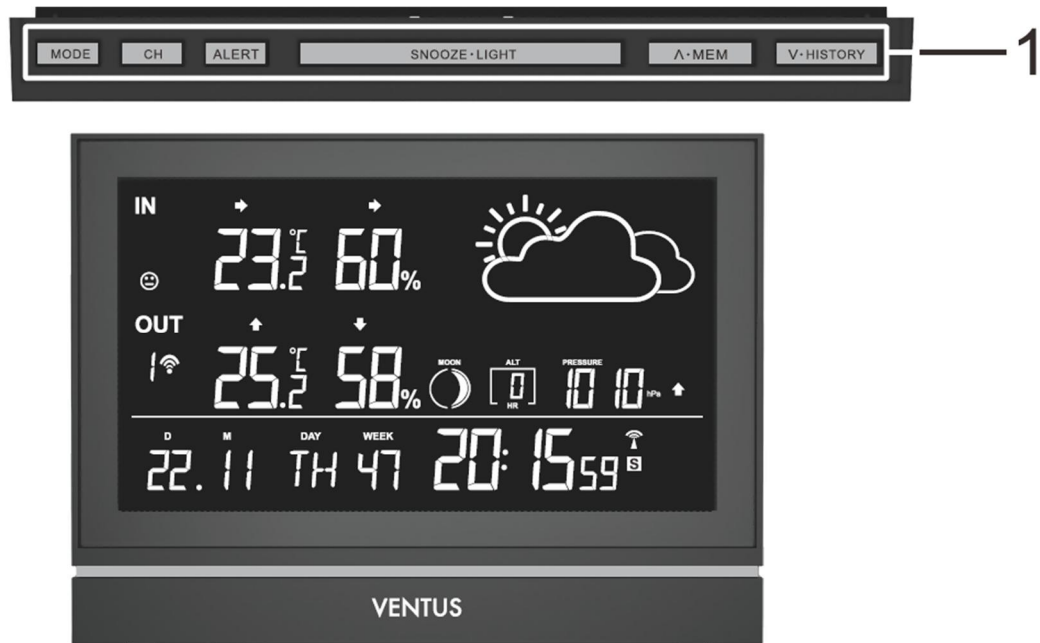 MODE CH ALERT SNOOZE·LIGHT Λ·MEM V·HISTORY 1
IN
23.2 °C 60%
OUT
1 25.2 °C 58% MOON ALT 0 HR PRESSURE 1010 hPa
D M DAY WEEK
22. 11 TH 47 20:15 59 S
VENTUS